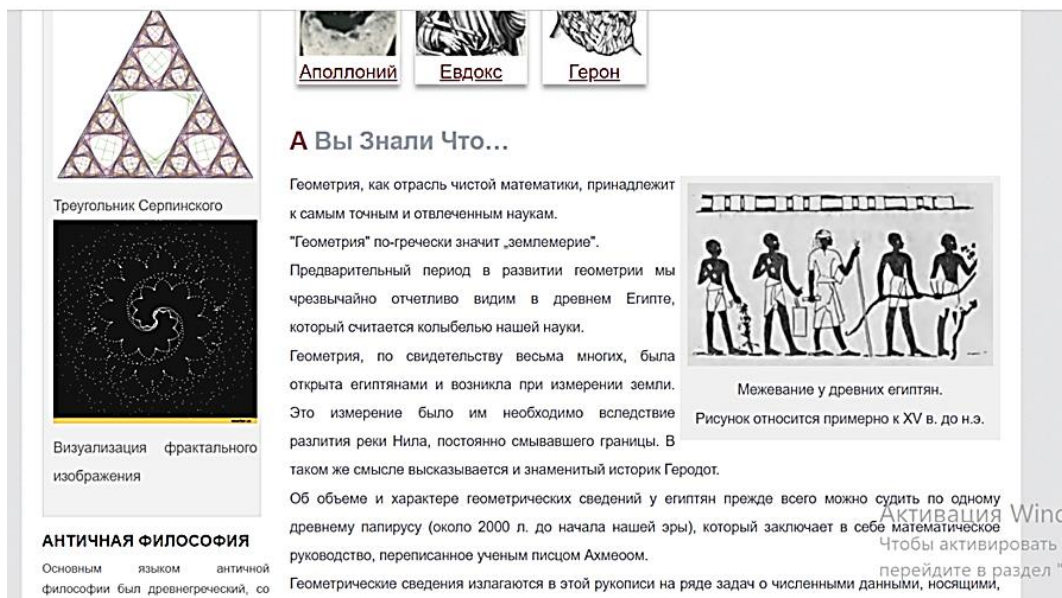 Треугольник Серпинского
Визуализация фрактального
изображения
АНТИЧНАЯ ФИЛОСОФИЯ
Основным языком античной
философии был древнегреческий, со
Аполлоний
Евдокс
Герон
А Вы Знали Что...
Геометрия, как отрасль чистой математики, принадлежит
к самым точным и отвлеченным наукам.
"Геометрия" по-гречески значит „землемерие".
Предварительный период в развитии геометрии мы
чрезвычайно отчетливо видим в древнем Египте,
который считается колыбелью нашей науки.
Геометрия, по свидетельству весьма многих, была
открыта египтянами и возникла при измерении земли.
Это измерение было им необходимо вследствие
разлития реки Нила, постоянно смывавшего границы. В
таком же смысле высказывается и знаменитый историк Геродот.
Об объеме и характере геометрических сведений у египтян прежде всего можно судить по одному
древнему папирусу (около 2000 л. до начала нашей эры), который заключает в себе математическое
руководство, переписанное ученым писцом Ахмеоом.
Геометрические сведения излагаются в этой рукописи на ряде задач о численными данными, носящими,
Межевание у древних египтян.
Рисунок относится примерно к XV в. до н.э.
Активация Wind
Чтобы активировать
перейдите в раздел "